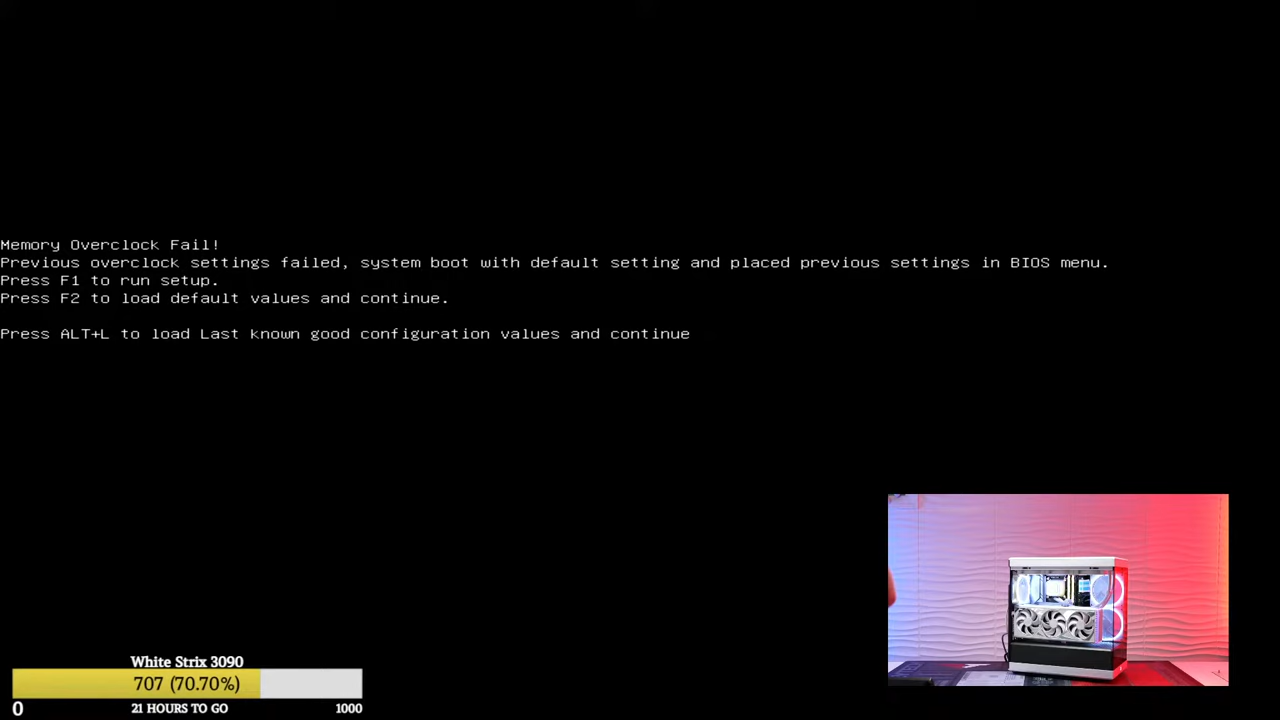 Memory Overclock Fail!
Previous overclock settings failed, system boot with default setting and placed previous settings in BIOS menu.
Press F1 to run setup.
Press F2 to load default values and continue.
Press ALT+L to load Last known good configuration values and continue
White Strix 3090
707 (70.70%)
0 21 HOURS TO GO 1000